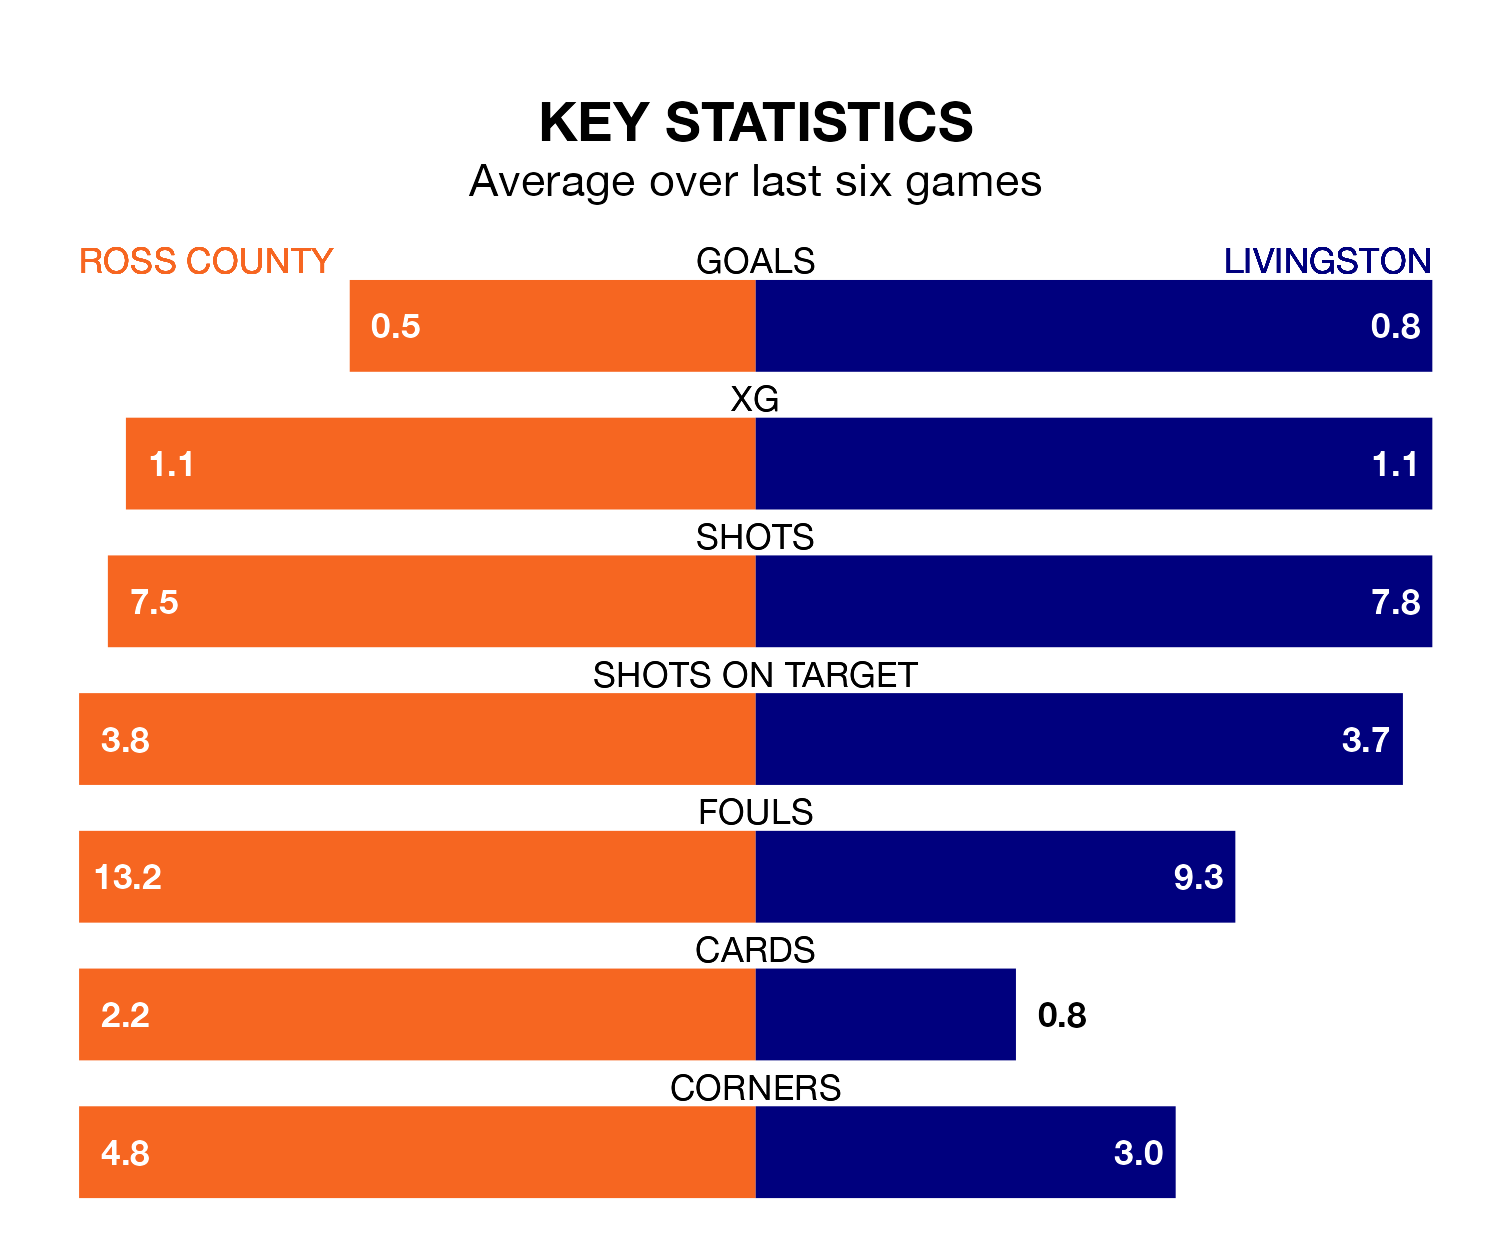 KEY STATISTICS
Average over last six games
ROSS COUNTY GOALS LIVINGSTON
0.5 0.8
XG
1.1 1.1
SHOTS
7.5 7.8
SHOTS ON TARGET
3.8 3.7
FOULS
13.2 9.3
CARDS
2.2 0.8
CORNERS
4.8 3.0